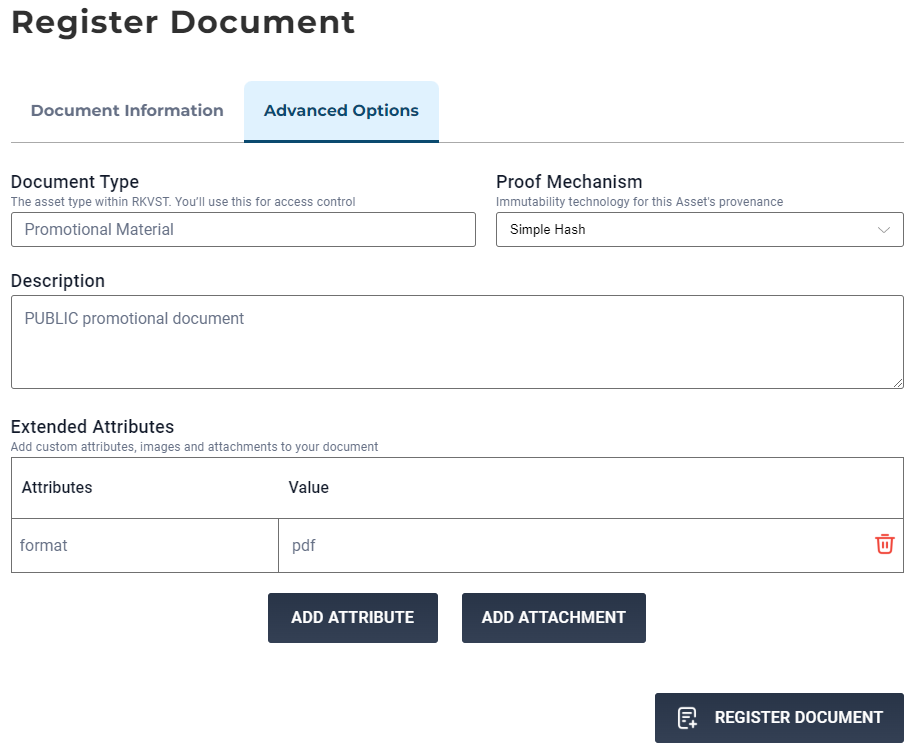 Register Document
Document Information
Advanced Options
Document Type
The asset type within RKVST. You'll use this for access control
Promotional Material
Proof Mechanism
Immutability technology for this Asset's provenance
Simple Hash
Description
PUBLIC promotional document
Extended Attributes
Add custom attributes, images and attachments to your document
Attributes Value
format pdf
ADD ATTRIBUTE ADD ATTACHMENT
REGISTER DOCUMENT